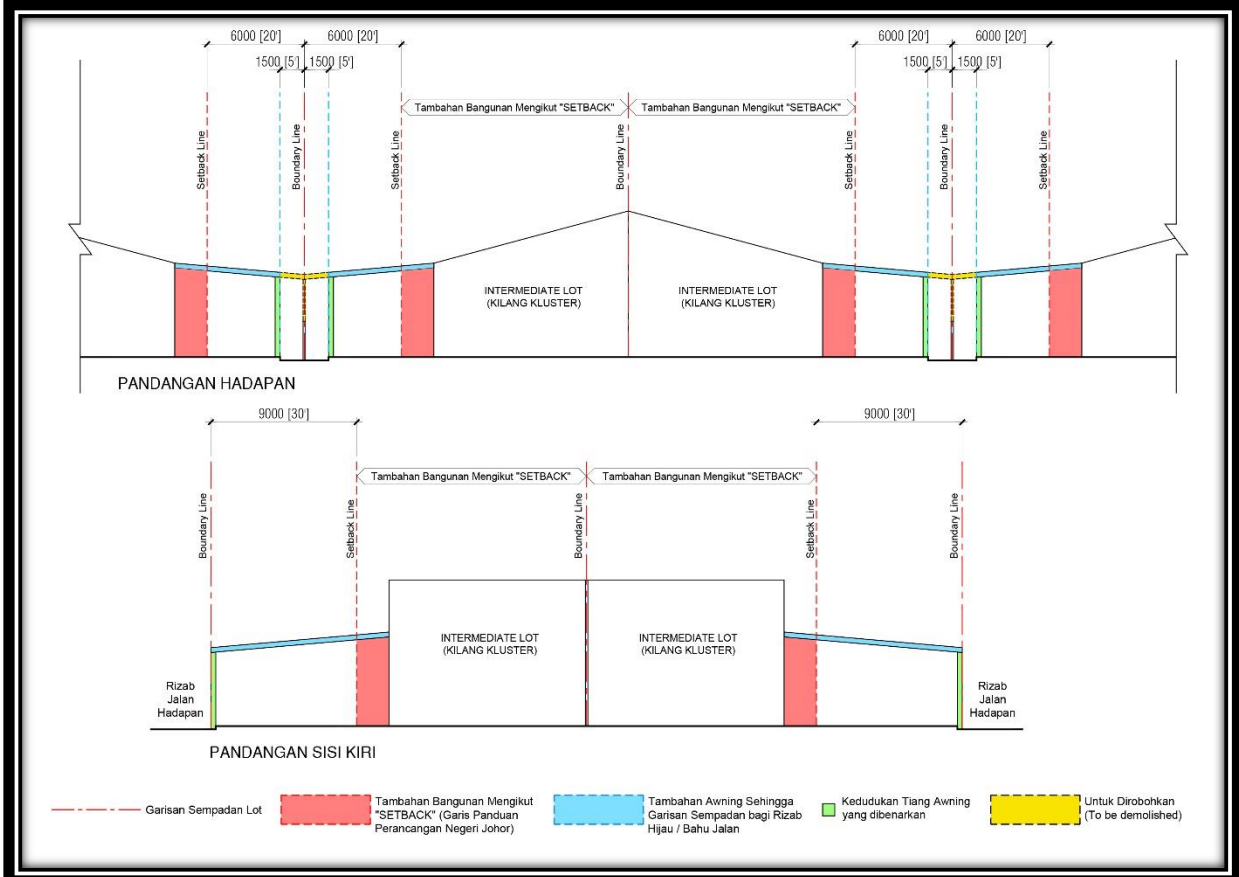 6000 [20'] 6000 [20'] 6000 [20'] 6000 [20']
1500 [5'] 1500 [5'] 1500 [5'] 1500 [5']
Tambahan Bangunan Mengikut "SETBACK" Tambahan Bangunan Mengikut "SETBACK"
Setback Line Boundary Line Setback Line Boundary Line Setback Line Boundary Line Setback Line
INTERMEDIATE LOT
(KILANG KLUSTER)
INTERMEDIATE LOT
(KILANG KLUSTER)
PANDANGAN HADAPAN
9000 [30'] 9000 [30']
Tambahan Bangunan Mengikut "SETBACK" Tambahan Bangunan Mengikut "SETBACK"
Boundary Line Setback Line Boundary Line Setback Line Boundary Line
INTERMEDIATE LOT
(KILANG KLUSTER)
INTERMEDIATE LOT
(KILANG KLUSTER)
Rizab
Jalan
Hadapan
Rizab
Jalan
Hadapan
PANDANGAN SISI KIRI
Garisan Sempadan Lot
Tambahan Bangunan Mengikut
"SETBACK" (Garis Panduan
Perancangan Negeri Johor)
Tambahan Awning Sehingga
Garisan Sempadan bagi Rizab
Hijau / Bahu Jalan
Kedudukan Tiang Awning
yang dibenarkan
Untuk Dirobohkan
(To be demolished)